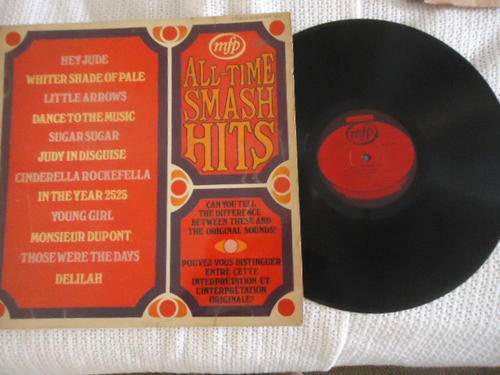 HEY JUDE
WHITER SHADE OF PALE
LITTLE ARROWS
DANCE TO THE MUSIC
SUGAR SUGAR
JUDY IN DISGUISE
CINDERELLA ROCKEFELLA
IN THE YEAR 2525
YOUNG GIRL
MONSIEUR DUPONT
THOSE WERE THE DAYS
DELILAH
mfp
ALL-TIME
SMASH
HITS
CAN YOU TELL
THE DIFFERENCE
BETWEEN THESE AND
THE ORIGINAL SOUNDS?
POUVEZ-VOUS DISTINGUER
ENTRE CETTE
INTERPRÉTATION ET
L'INTERPRÉTATION
ORIGINALE?
mfp